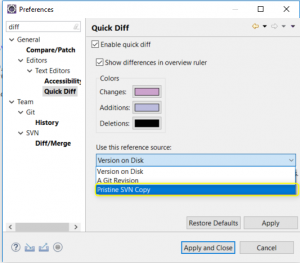 Preferences
diff
General
Compare/Patch
Editors
Text Editors
Accessibility
Quick Diff
Team
Git
History
SVN
Diff/Merge
Quick Diff
Enable quick diff
Show differences in overview ruler
Colors
Changes:
Additions:
Deletions:
Use this reference source:
Version on Disk
Version on Disk
A Git Revision
Pristine SVN Copy
Restore Defaults
Apply
Apply and Close
Cancel